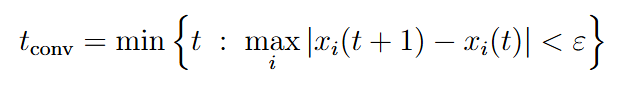 t_conv = min { t : max_i |x_i(t + 1) − x_i(t)| < ε }